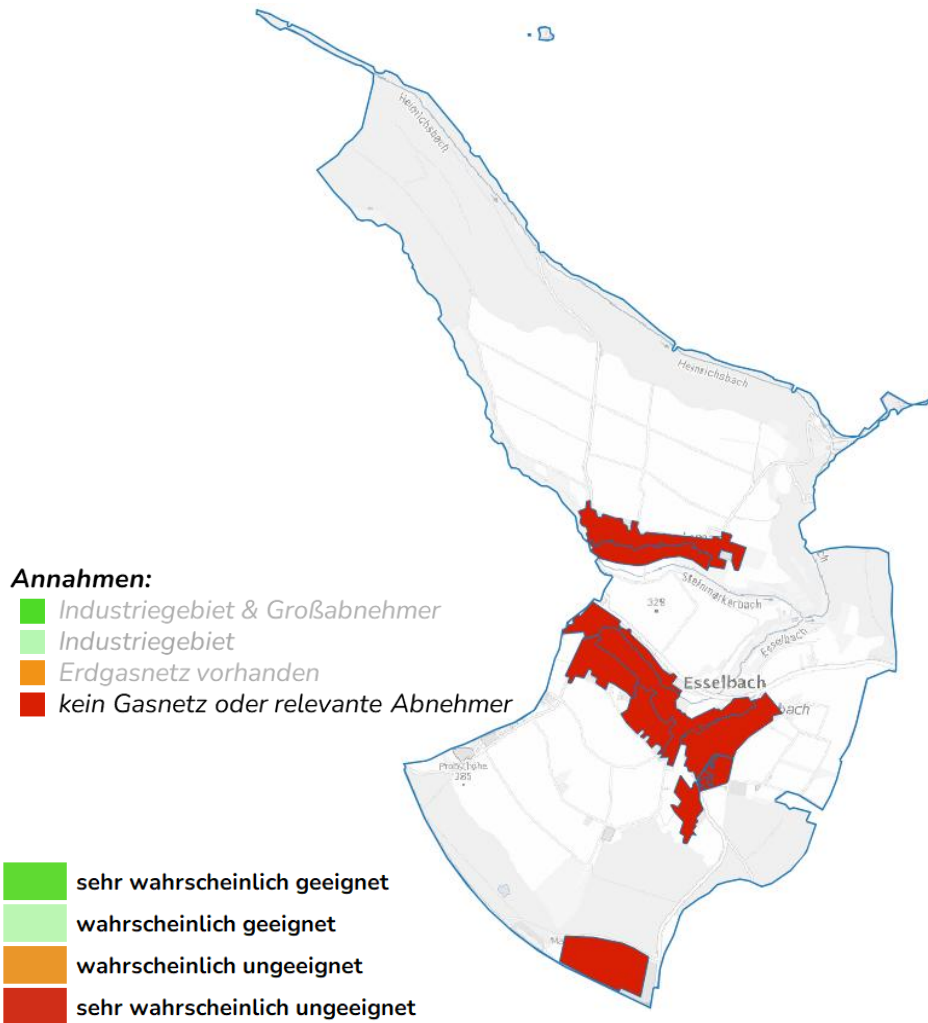 Heinrichsbach
Heinrichsbach
Steinmarkerbach
328
Esselbach
Esselbach
bach
385
Annahmen:
Industriegebiet & Großabnehmer
Industriegebiet
Erdgasnetz vorhanden
kein Gasnetz oder relevante Abnehmer
sehr wahrscheinlich geeignet
wahrscheinlich geeignet
wahrscheinlich ungeeignet
sehr wahrscheinlich ungeeignet